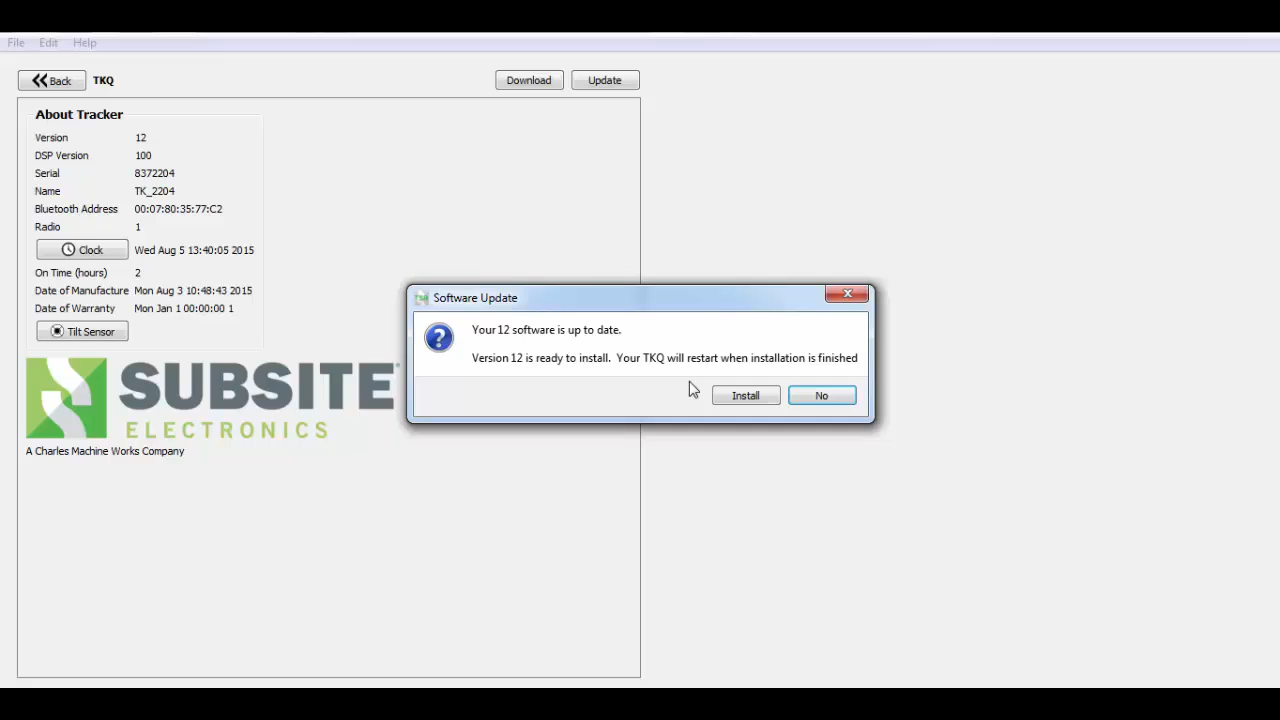 File Edit Help
Back TKQ Download Update
About Tracker
Version 12
DSP Version 100
Serial 8372204
Name TK_2204
Bluetooth Address 00:07:80:35:77:C2
Radio 1
Clock Wed Aug 5 13:40:05 2015
On Time (hours) 2
Date of Manufacture Mon Aug 3 10:48:43 2015
Date of Warranty Mon Jan 1 00:00:00 1
Tilt Sensor
SUBSITE
ELECTRONICS
A Charles Machine Works Company
Software Update
Your 12 software is up to date.
Version 12 is ready to install. Your TKQ will restart when installation is finished
Install No